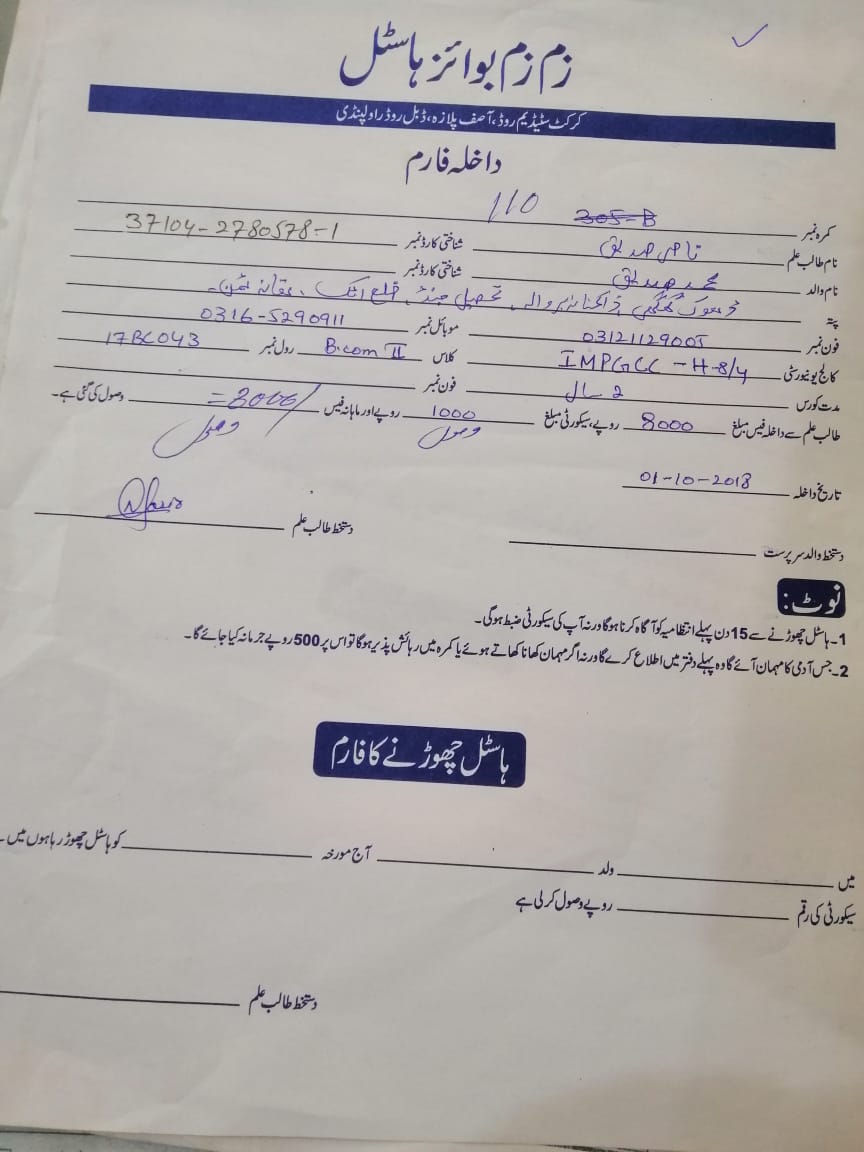 زم زم بوائز ہاسٹل
کرکٹ سٹیڈیم روڈ، آصف پلازہ، ڈبل روڈ راولپنڈی
داخلہ فارم
کمرہ نمبر 305-B 110
نام طالب علم صدیق شناختی کارڈ نمبر 37104-2780578-1
نام والد محمد صدیق شناختی کارڈ نمبر
پتہ ڈاکخانہ تحصیل جنڈ ضلع اٹک،
فون نمبر 03121129005 موبائل نمبر 0316-5290911
کالج یونیورسٹی IMPGCC - H-8/4 کلاس B.com II رول نمبر 17BC043
مدت کورس 2 سال فون نمبر
طالب علم سے داخلہ فیس مبلغ 8000 روپے، سیکورٹی مبلغ 1000 روپے اور ماہانہ فیس =8000/ وصول کی گئی ہے۔
وصول وصول
تاریخ داخلہ 01-10-2018
دستخط والد سرپرست دستخط طالب علم
نوٹ:
1۔ ہاسٹل چھوڑنے سے 15 دن پہلے انتظامیہ کو آگاہ کرنا ہوگا ورنہ آپ کی سیکورٹی ضبط ہوگی۔
2۔ جس آدمی کا مہمان آئے گا وہ پہلے دفتر میں اطلاع کرے گا ورنہ اگر مہمان کھانا کھاتے ہوئے یا کمرہ میں رہائش پذیر ہوگا تو اس پر 500 روپے جرمانہ کیا جائے گا۔
ہاسٹل چھوڑنے کا فارم
میں ولد آج مورخہ کو ہاسٹل چھوڑ رہا ہوں میں۔
سیکورٹی کی رقم روپے وصول کر لی ہے
دستخط طالب علم